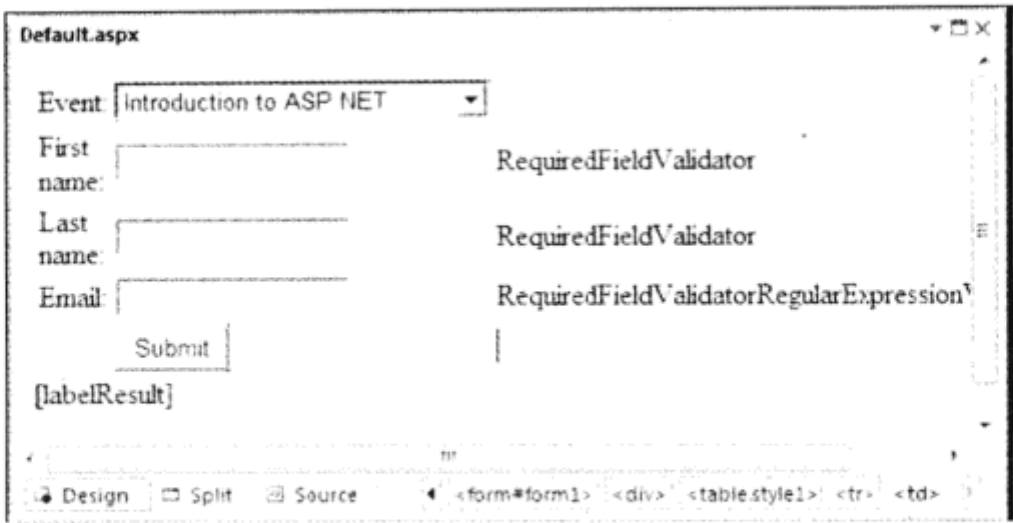 Default.aspx
Event: Introduction to ASP NET
First
name:
RequiredFieldValidator
Last
name:
RequiredFieldValidator
Email:
RequiredFieldValidatorRegularExpressionV
Submit
[labelResult]
Design Split Source <form#form1> <div> <table.style1> <tr> <td>